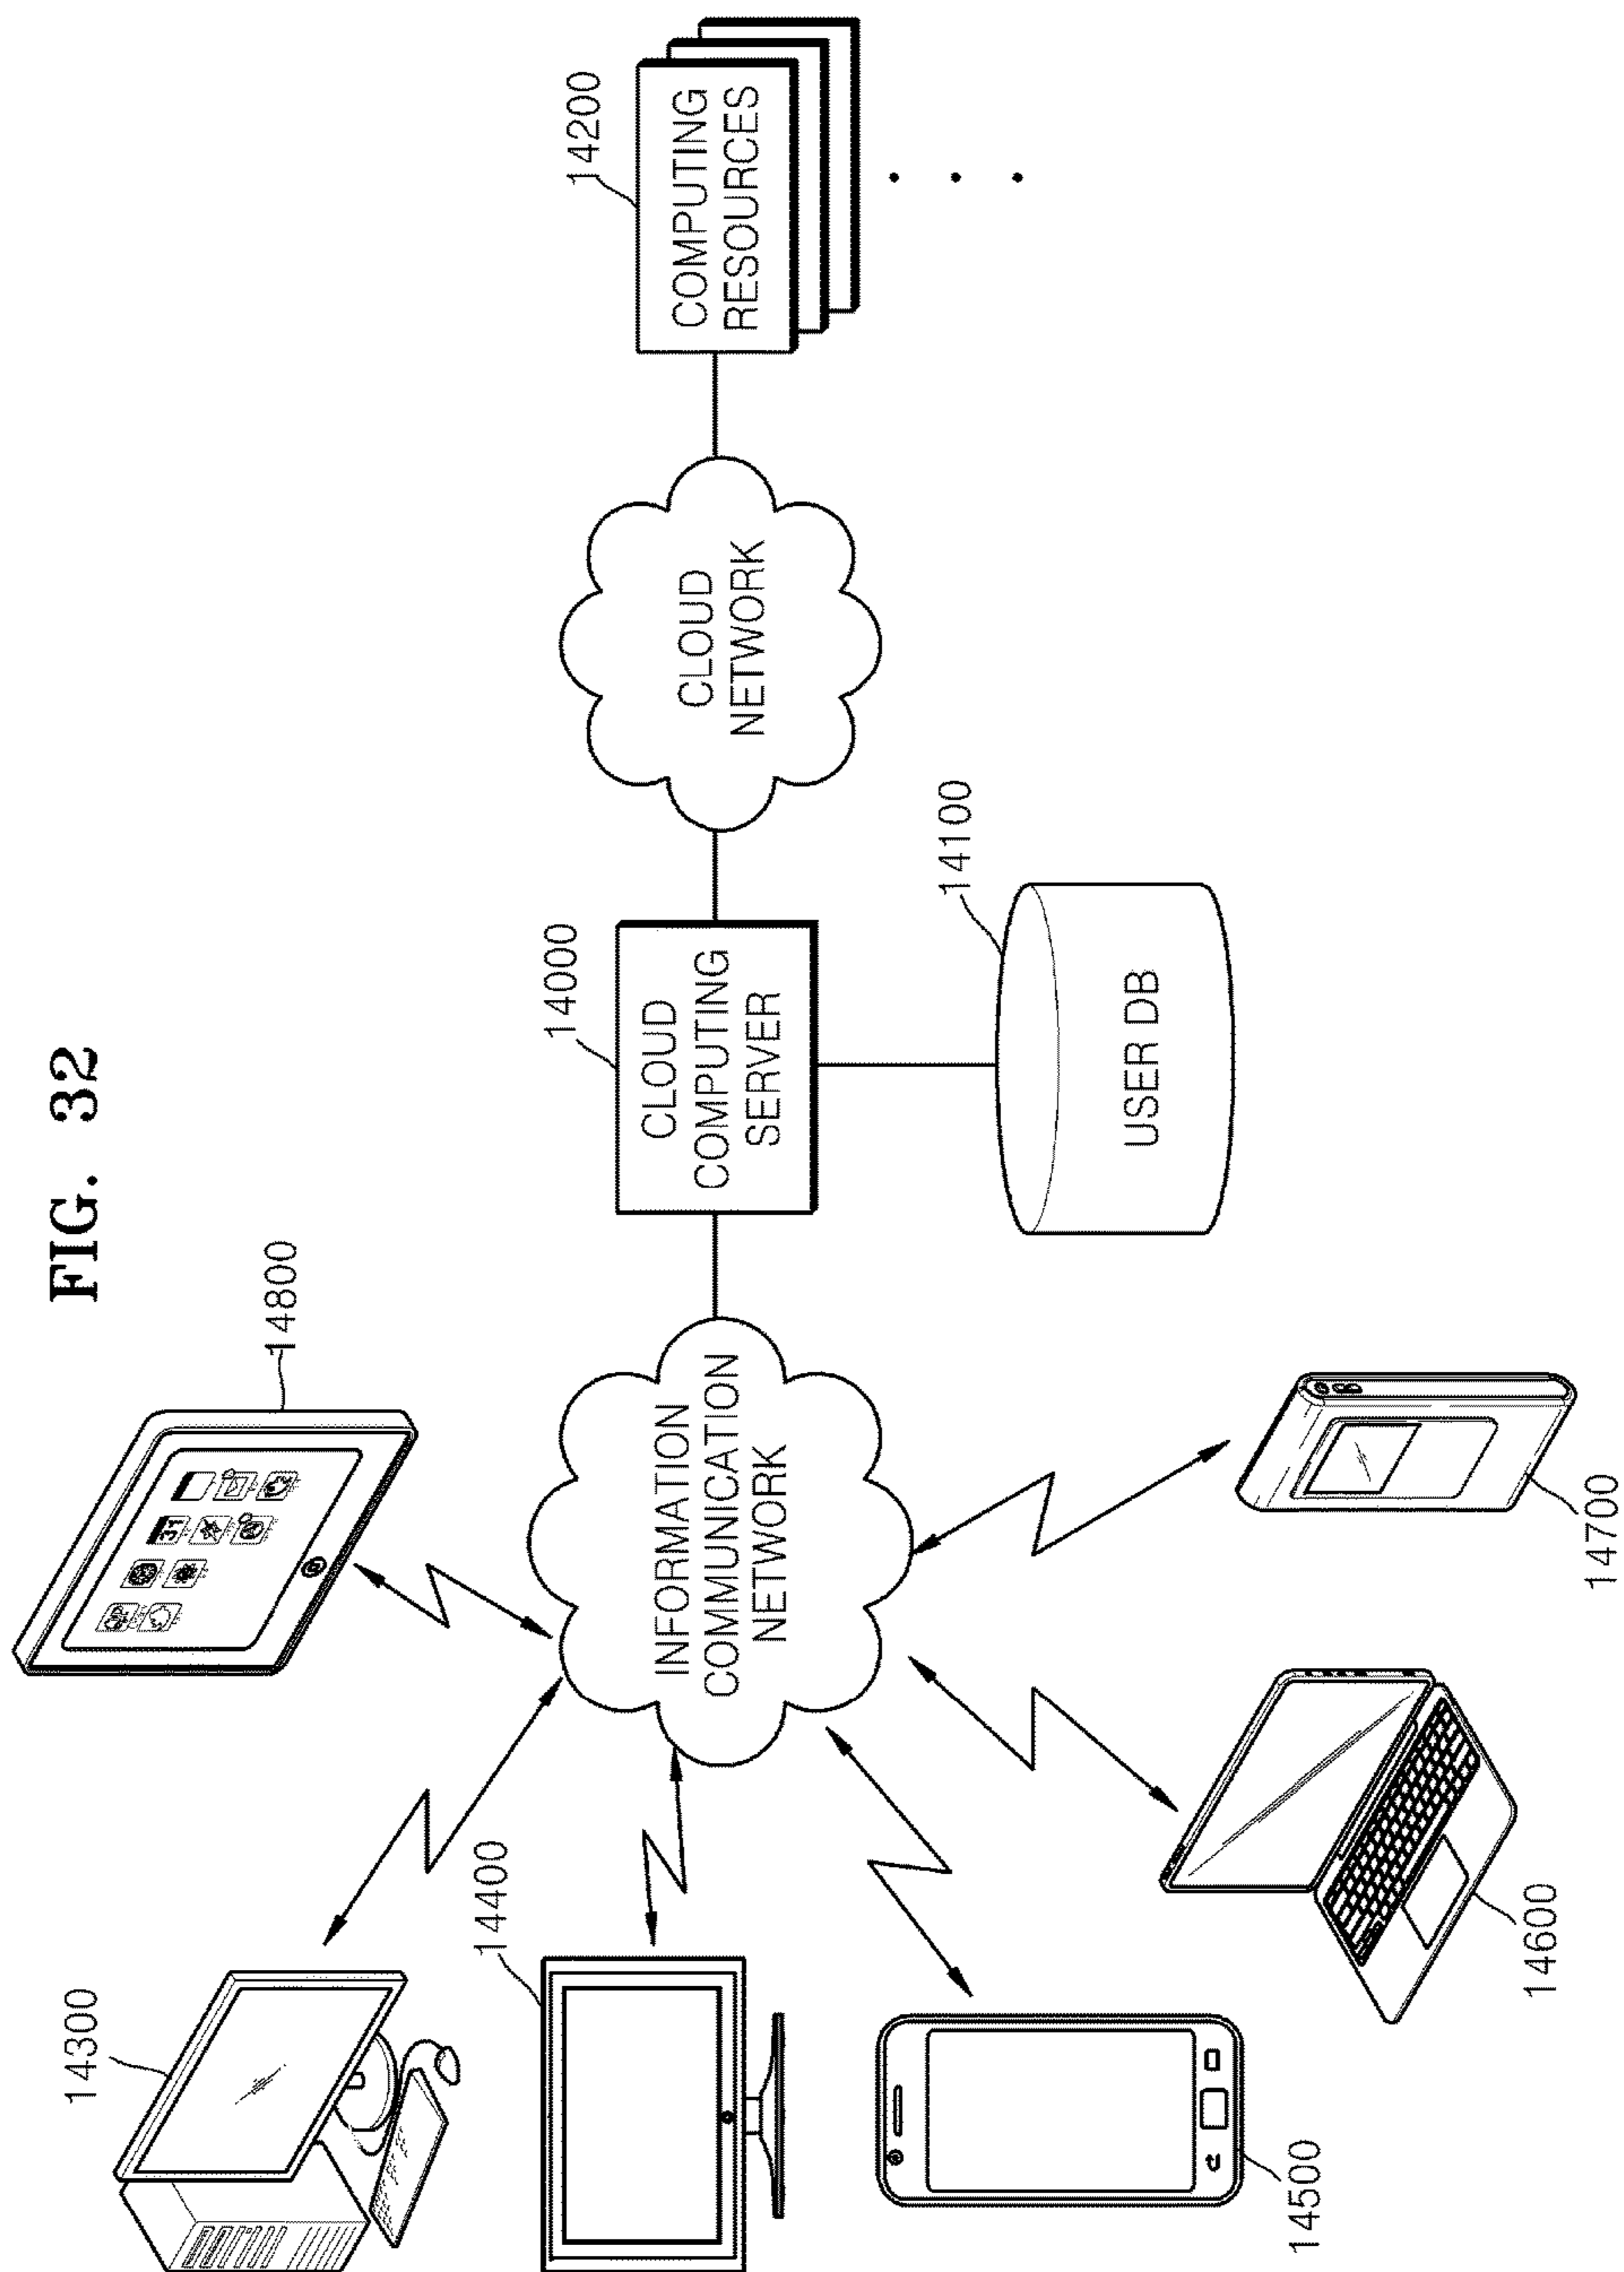 FIG. 32
14800
14300
14400
14500
14600
14700
INFORMATION
COMMUNICATION
NETWORK
14000
CLOUD
COMPUTING
SERVER
14100
USER DB
CLOUD
NETWORK
14200
COMPUTING
RESOURCES
31